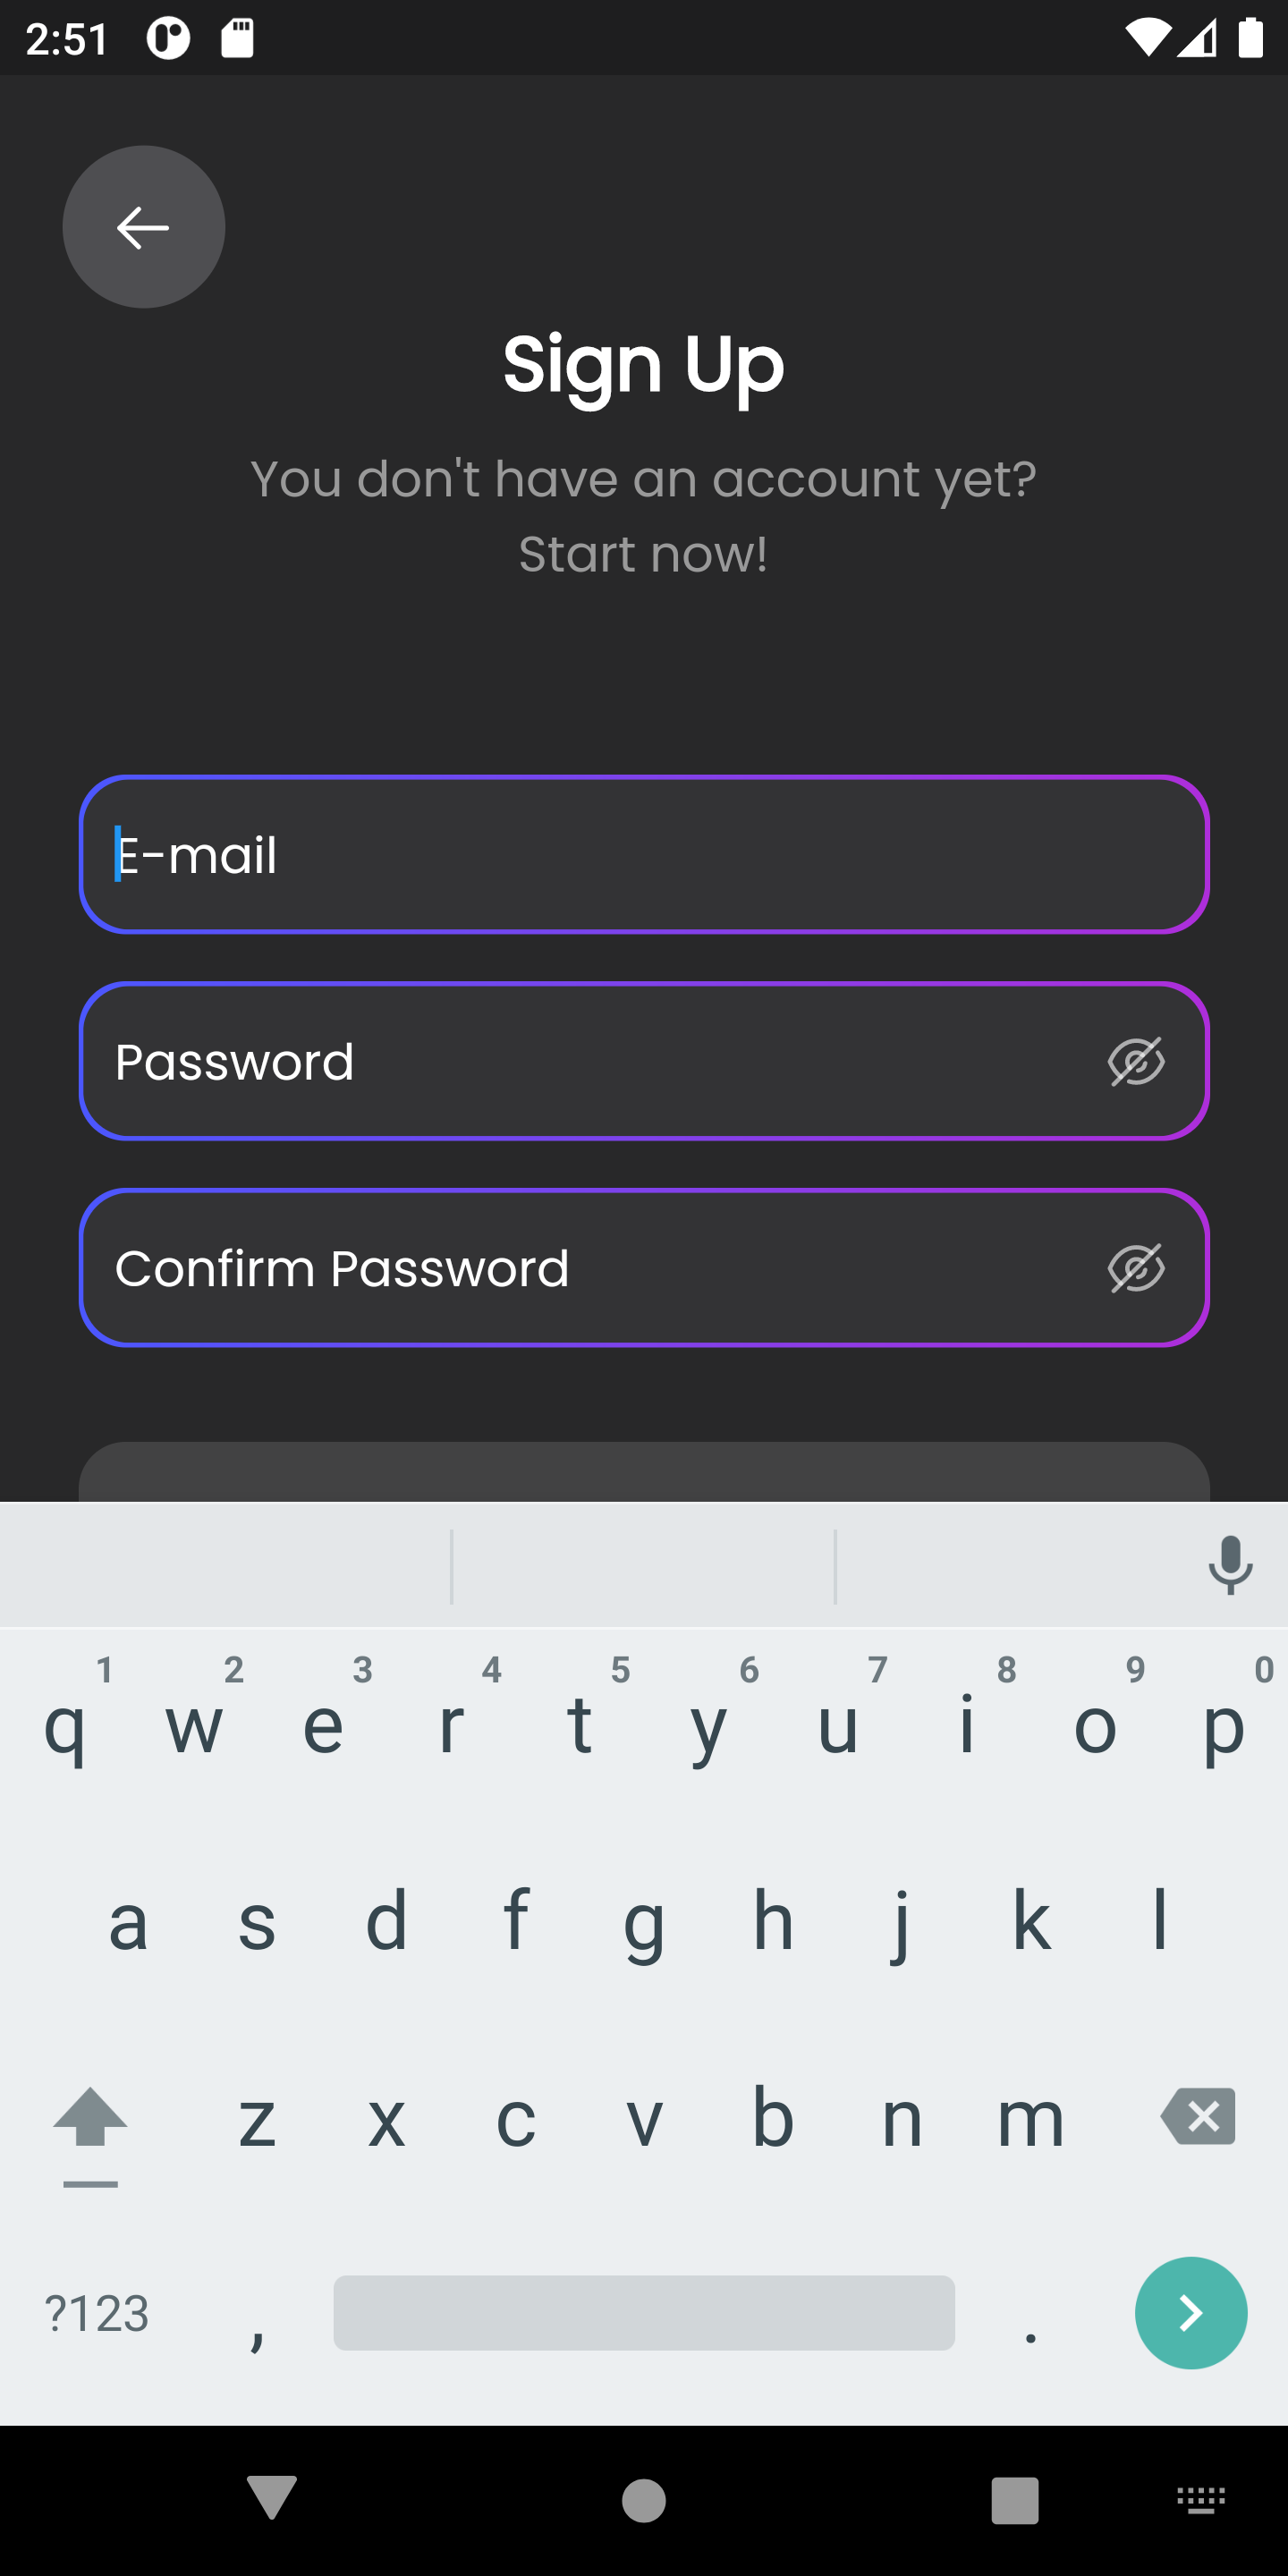 2:51
Sign Up
You don't have an account yet?
Start now!
E-mail
Password
Confirm Password
1 2 3 4 5 6 7 8 9 0
q w e r t y u i o p
a s d f g h j k l
z x c v b n m
?123 , .